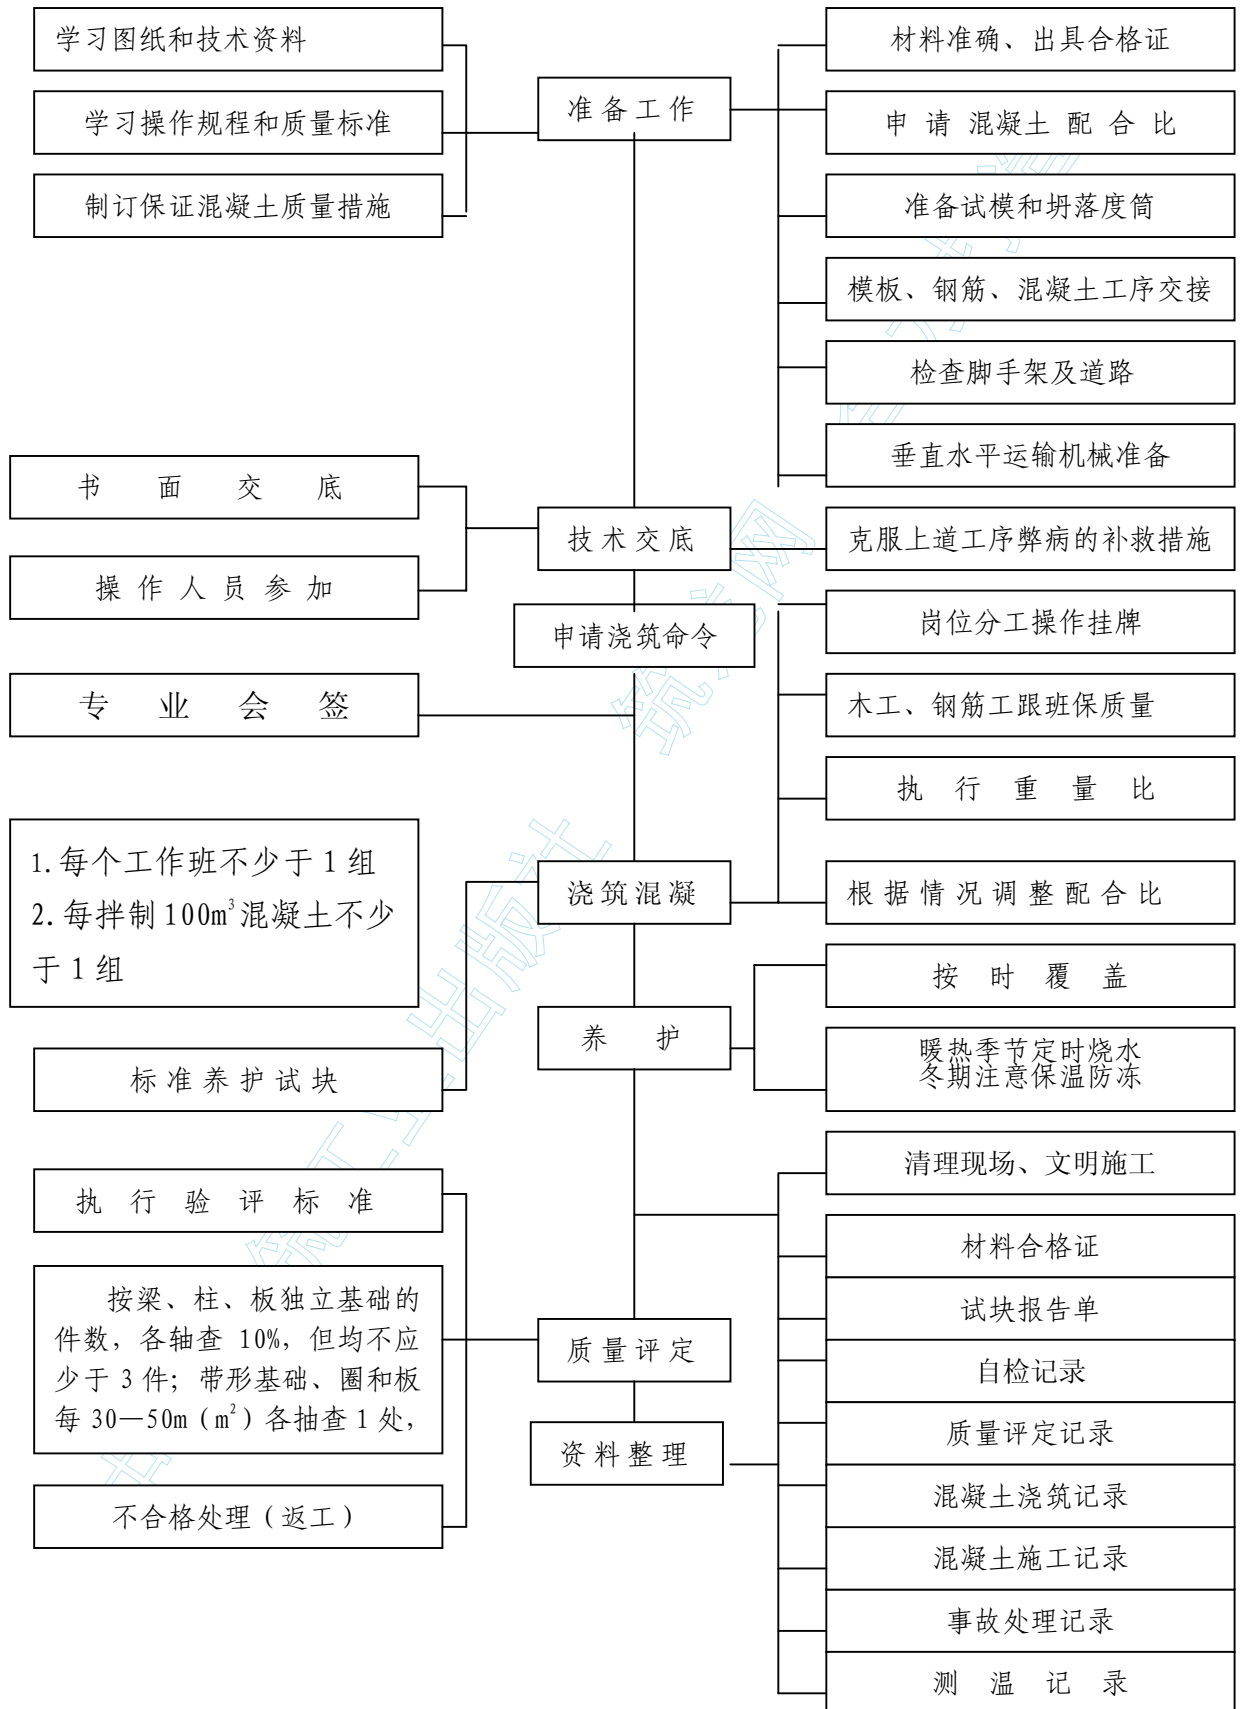 学习图纸和技术资料
学习操作规程和质量标准
制订保证混凝土质量措施
准备工作
材料准确、出具合格证
申请混凝土配合比
准备试模和坍落度筒
模板、钢筋、混凝土工序交接
检查脚手架及道路
垂直水平运输机械准备
书面交底
操作人员参加
技术交底
克服上道工序弊病的补救措施
申请浇筑命令
专业会签
岗位分工操作挂牌
木工、钢筋工跟班保质量
执行重量比
根据情况调整配合比
1.每个工作班不少于1组
2.每拌制100m³混凝土不少
于1组
浇筑混凝
标准养护试块
养护
按时覆盖
暖热季节定时烧水
冬期注意保温防冻
清理现场、文明施工
执行验评标准
按梁、柱、板独立基础的
件数，各轴查10%，但均不应
少于3件；带形基础、圈和板
每30—50m（m²）各抽查1处，
不合格处理（返工）
质量评定
资料整理
材料合格证
试块报告单
自检记录
质量评定记录
混凝土浇筑记录
混凝土施工记录
事故处理记录
测温记录